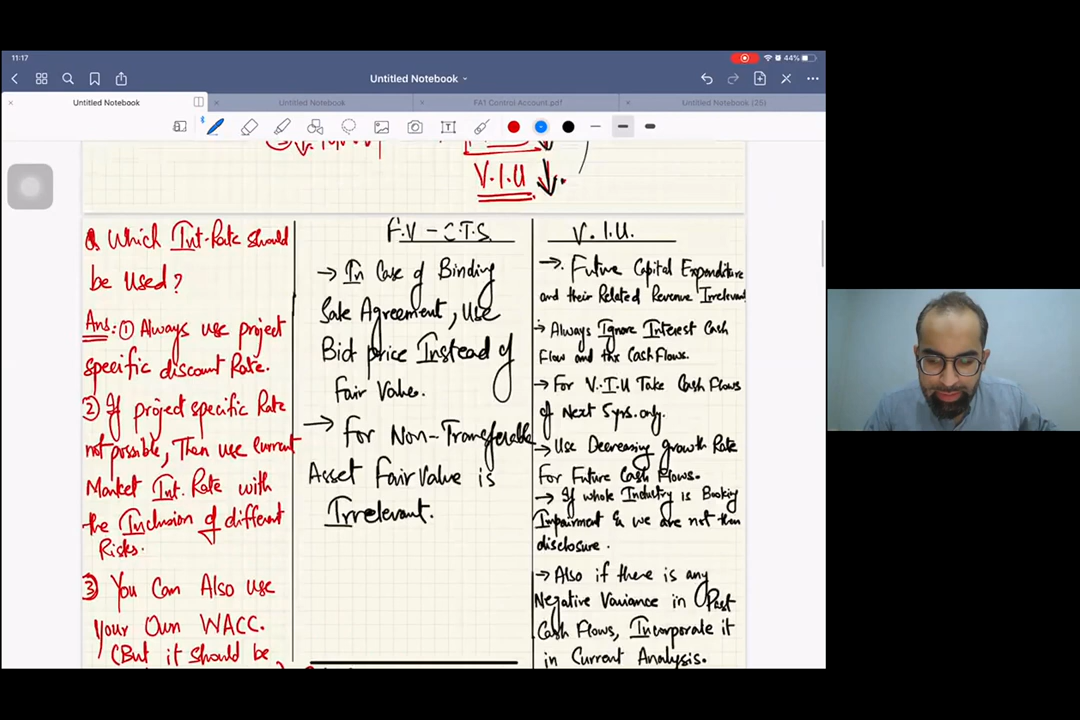 11:17
44%
Untitled Notebook
Untitled Notebook
Untitled Notebook
FA1 Control Account.pdf
Untitled Notebook (25)
V.I.U
Q Which Int-Rate should
be Used?
Ans: ① Always use project
specific discount Rate.
② If project specific Rate
not possible, Then use Current
Market Int. Rate with
the Inclusion of different
Risks.
③ You Can Also use
your Own WACC.
(But it should be
F.V - C.T.S
→ In Case of Binding
Sale Agreement, Use
Bid price Instead of
Fair Value.
→ For Non-Transferable
Asset Fair Value is
Irrelevant.
V.I.U.
→ Future Capital Expenditure
and their Related Revenue Irrelevant
→ Always Ignore Interest Cash
Flow and tax Cash Flows.
→ For V.I.U Take Cash Flows
of Next 5yrs. only.
→ Use Decreasing growth Rate
For Future Cash Flows.
→ If whole Industry is Booking
Impairment & we are not then
disclosure.
→ Also if there is any
Negative Variance in Past
Cash Flows, Incorporate it
in Current Analysis.